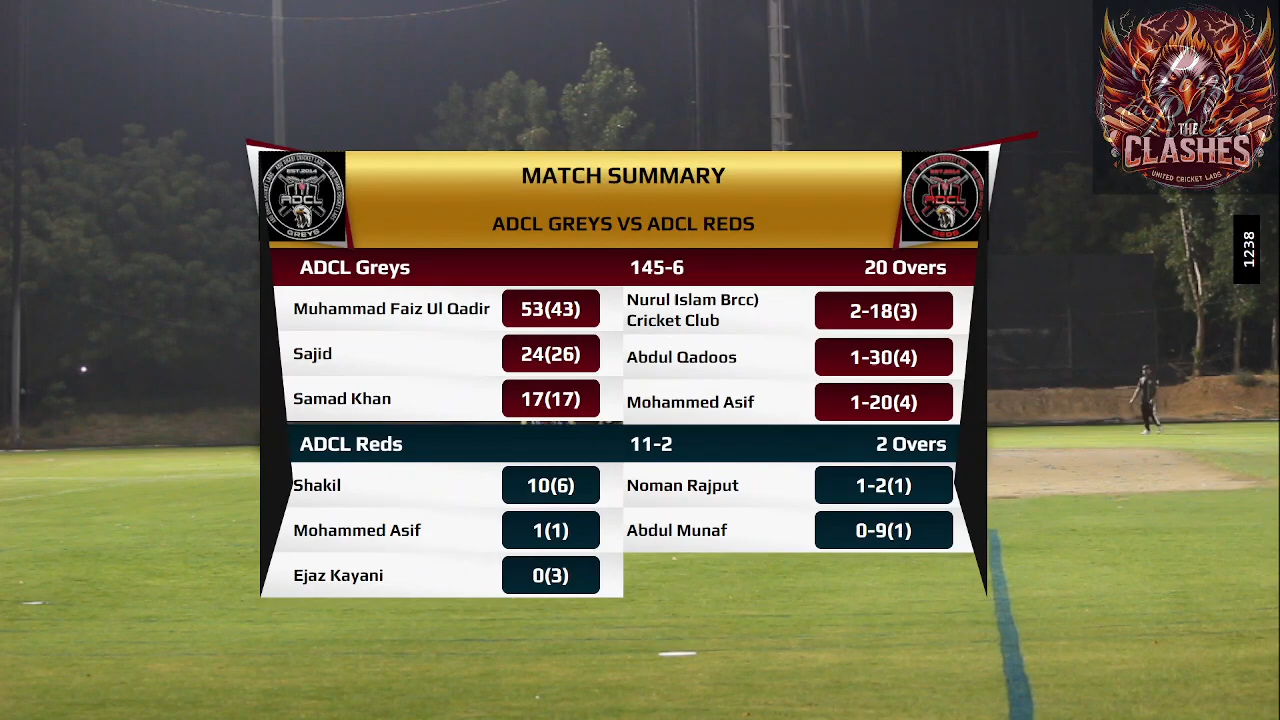 THE
CLASHES
UNITED CRICKET LADS
1238
MATCH SUMMARY
ADCL GREYS VS ADCL REDS
EST.2014
ADCL
GREYS
EST.2014
ADCL
REDS
ADCL Greys 145-6 20 Overs
Muhammad Faiz Ul Qadir 53(43) Nurul Islam Brcc)
Cricket Club 2-18(3)
Sajid 24(26) Abdul Qadoos 1-30(4)
Samad Khan 17(17) Mohammed Asif 1-20(4)
ADCL Reds 11-2 2 Overs
Shakil 10(6) Noman Rajput 1-2(1)
Mohammed Asif 1(1) Abdul Munaf 0-9(1)
Ejaz Kayani 0(3)